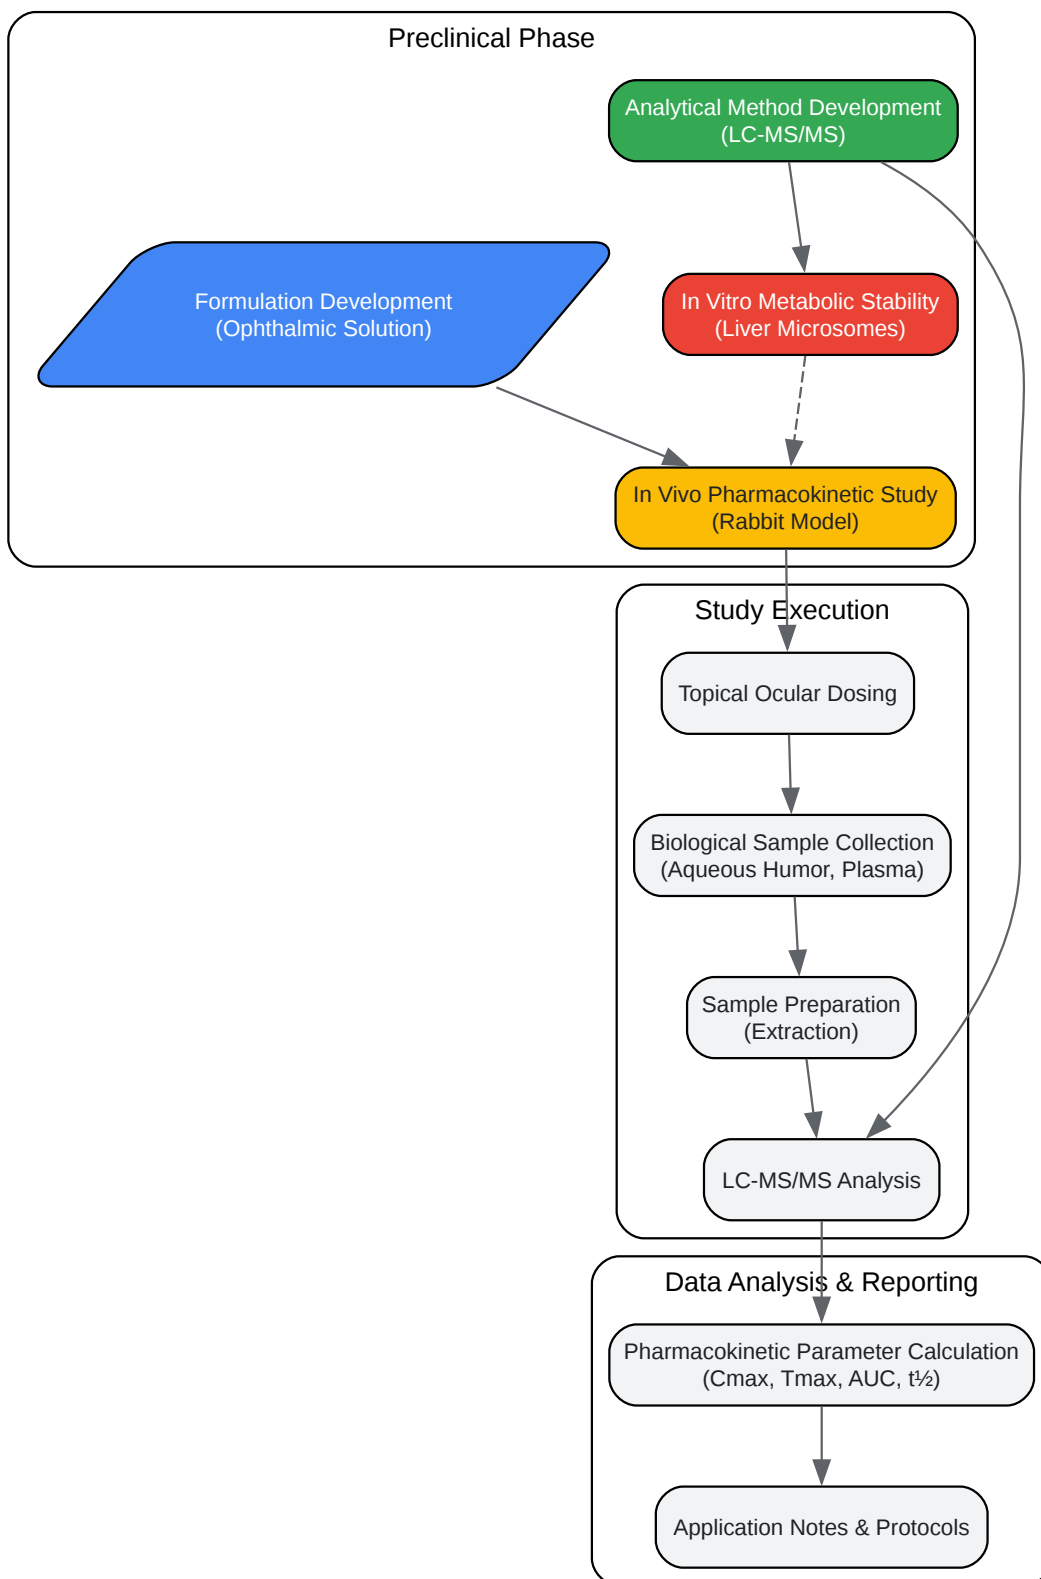 Preclinical Phase
Analytical Method Development
(LC-MS/MS)
Formulation Development
(Ophthalmic Solution)
In Vitro Metabolic Stability
(Liver Microsomes)
In Vivo Pharmacokinetic Study
(Rabbit Model)
Study Execution
Topical Ocular Dosing
Biological Sample Collection
(Aqueous Humor, Plasma)
Sample Preparation
(Extraction)
LC-MS/MS Analysis
Data Analysis & Reporting
Pharmacokinetic Parameter Calculation
(Cmax, Tmax, AUC, t½)
Application Notes & Protocols